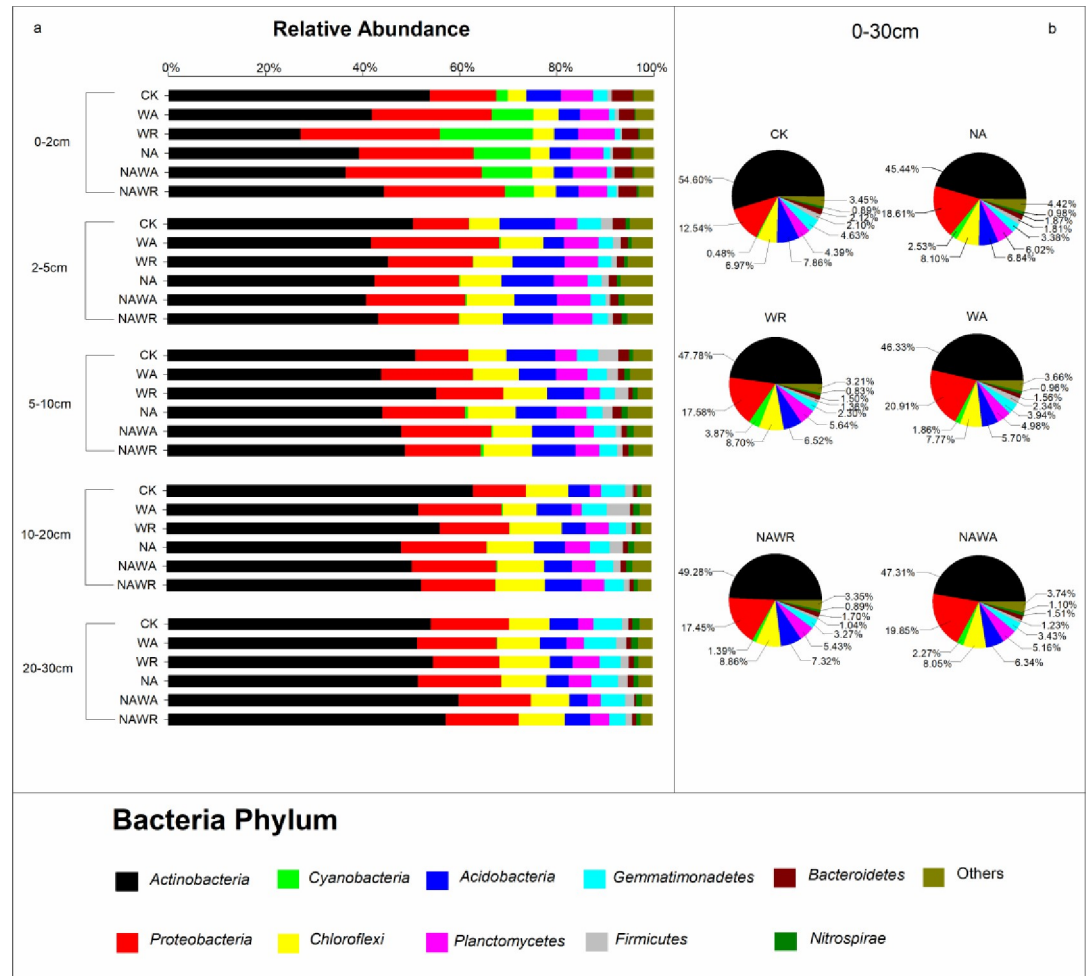 a
Relative Abundance
0% 20% 40% 60% 80% 100%
0-2cm
CK
WA
WR
NA
NAWA
NAWR
2-5cm
CK
WA
WR
NA
NAWA
NAWR
5-10cm
CK
WA
WR
NA
NAWA
NAWR
10-20cm
CK
WA
WR
NA
NAWA
NAWR
20-30cm
CK
WA
WR
NA
NAWA
NAWR
0-30cm
b
CK
54.60%
12.54%
0.48%
6.97%
7.86%
4.39%
4.63%
2.10%
2.12%
0.89%
3.45%
NA
45.44%
18.61%
2.53%
8.10%
6.84%
6.02%
3.38%
1.81%
1.87%
0.98%
4.42%
WR
47.78%
17.58%
3.87%
8.70%
6.52%
5.64%
2.30%
1.50%
0.83%
3.21%
WA
46.33%
20.91%
1.86%
7.77%
5.70%
4.98%
3.94%
2.34%
1.56%
0.96%
3.66%
NAWR
49.28%
17.45%
1.39%
8.86%
7.32%
5.43%
3.27%
1.04%
1.70%
0.89%
3.35%
NAWA
47.31%
19.85%
2.27%
8.05%
6.34%
5.16%
3.43%
1.23%
1.51%
1.10%
3.74%
Bacteria Phylum
Actinobacteria Cyanobacteria Acidobacteria Gemmatimonadetes Bacteroidetes Others
Proteobacteria Chloroflexi Planctomycetes Firmicutes Nitrospirae